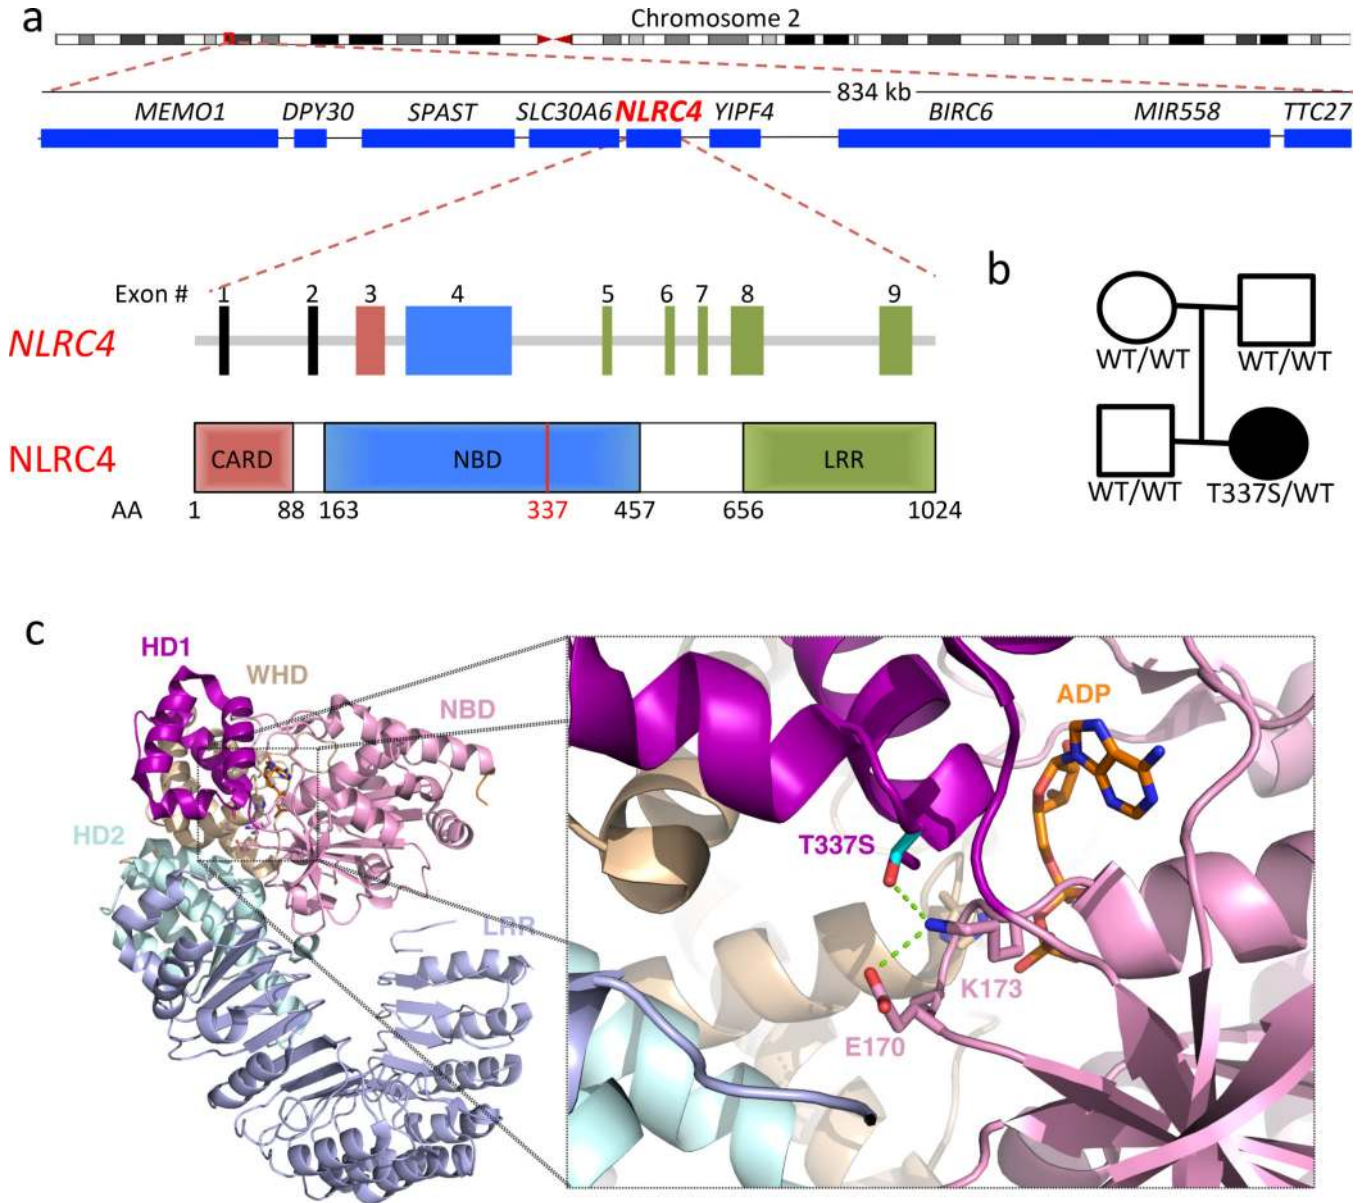 a
Chromosome 2
834 kb
MEMO1 DPY30 SPAST SLC30A6 NLRC4 YIPF4 BIRC6 MIR558 TTC27
Exon # 1 2 3 4 5 6 7 8 9
NLRC4
NLRC4 CARD NBD LRR
AA 1 88 163 337 457 656 1024
b
WT/WT WT/WT
WT/WT T337S/WT
c
HD1
WHD
NBD
HD2
LRR
ADP
T337S
K173
E170